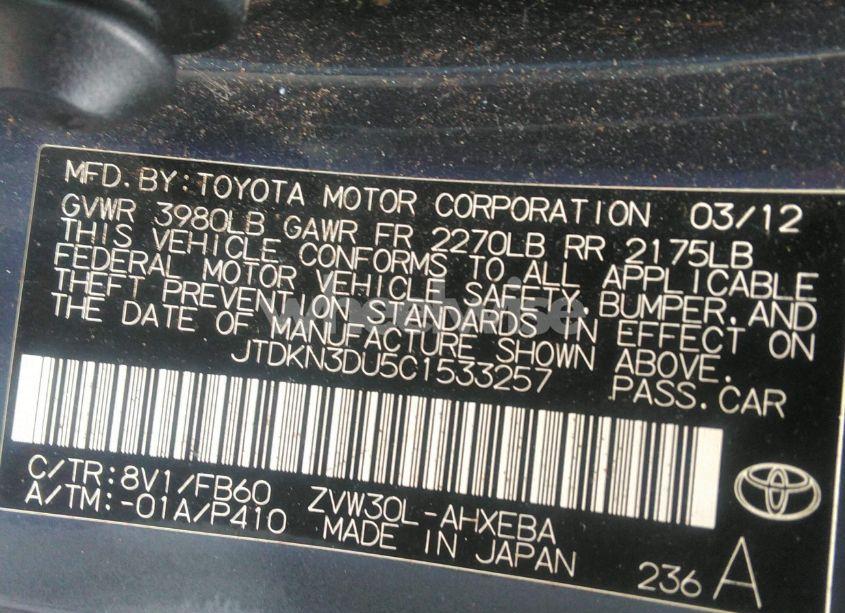 MFD. BY: TOYOTA MOTOR CORPORATION 03/12
GVWR 3980LB GAWR FR 2270LB RR 2175LB
THIS VEHICLE CONFORMS TO ALL APPLICABLE
FEDERAL MOTOR VEHICLE SAFETY, BUMPER, AND
THEFT PREVENTION STANDARDS IN EFFECT ON
THE DATE OF MANUFACTURE SHOWN ABOVE.
JTDKN3DU5C1533257 PASS. CAR
C/TR: 8V1/FB60 ZVW30L-AHXEBA
A/TM: -01A/P410 MADE IN JAPAN
236 A